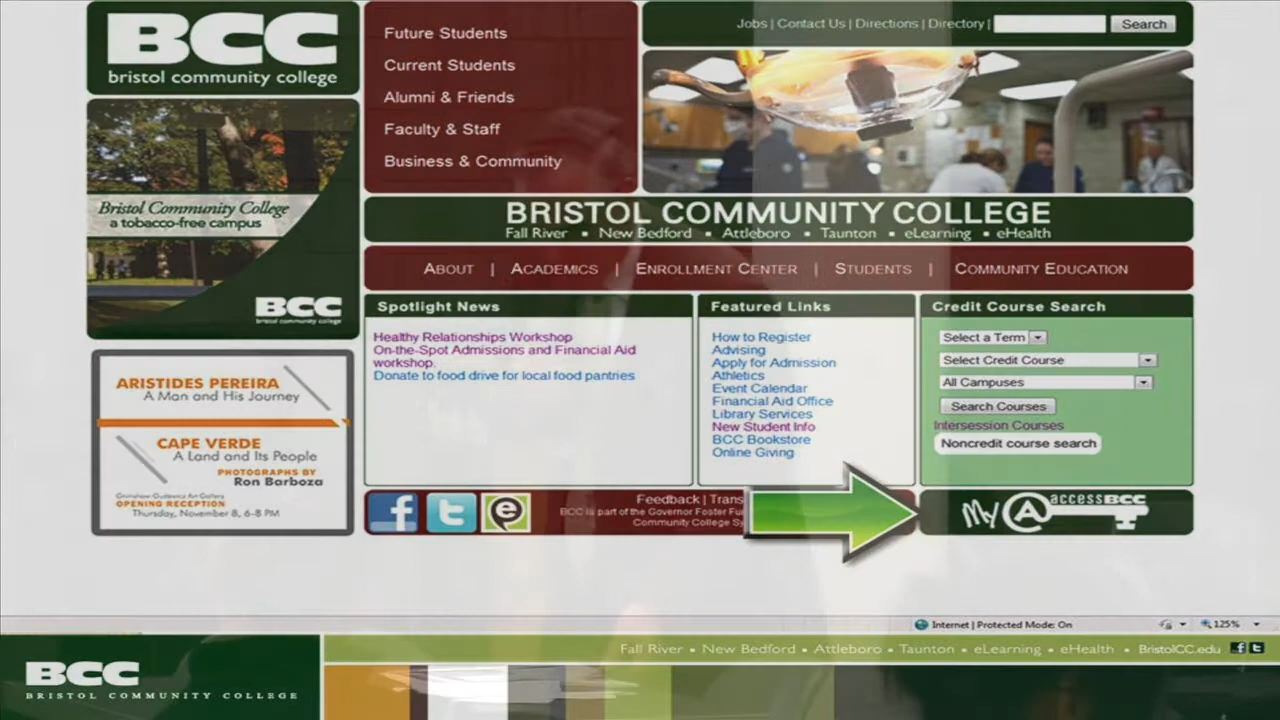 BCC
bristol community college
Future Students
Current Students
Alumni & Friends
Faculty & Staff
Business & Community
Jobs | Contact Us | Directions | Directory |
Search
Bristol Community College
a tobacco-free campus
BCC
bristol community college
BRISTOL COMMUNITY COLLEGE
Fall River • New Bedford • Attleboro • Taunton • eLearning • eHealth
ABOUT | ACADEMICS | ENROLLMENT CENTER | STUDENTS | COMMUNITY EDUCATION
Spotlight News
Healthy Relationships Workshop
On-the-Spot Admissions and Financial Aid
workshop.
Donate to food drive for local food pantries
Featured Links
How to Register
Advising
Apply for Admission
Athletics
Event Calendar
Financial Aid Office
Library Services
New Student Info
BCC Bookstore
Online Giving
Credit Course Search
Select a Term
Select Credit Course
All Campuses
Search Courses
Intersession Courses
Noncredit course search
ARISTIDES PEREIRA
A Man and His Journey
CAPE VERDE
A Land and Its People
PHOTOGRAPHS BY
Ron Barboza
Grimshaw Gudewicz Art Gallery
OPENING RECEPTION
Thursday, November 8, 6-8 PM
f t e
Feedback | Trans
BCC is part of the Governor Foster Fu
Community College Sy
My A accessBCC
Internet | Protected Mode: On
125%
BCC
BRISTOL COMMUNITY COLLEGE
Fall River • New Bedford • Attleboro • Taunton • eLearning • eHealth • BristolCC.edu f t